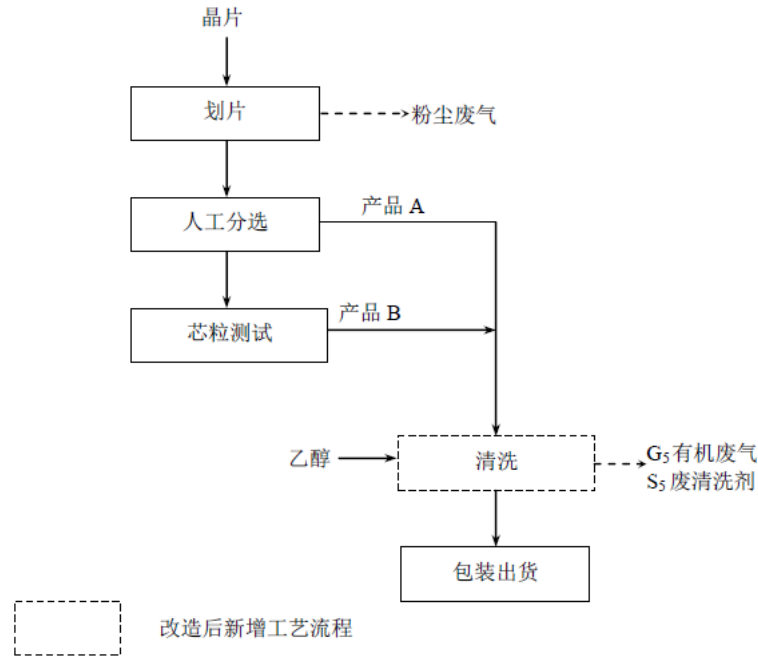 晶片
划片
粉尘废气
人工分选
产品 A
芯粒测试
产品 B
乙醇
清洗
G₅有机废气
S₅废清洗剂
包装出货
改造后新增工艺流程